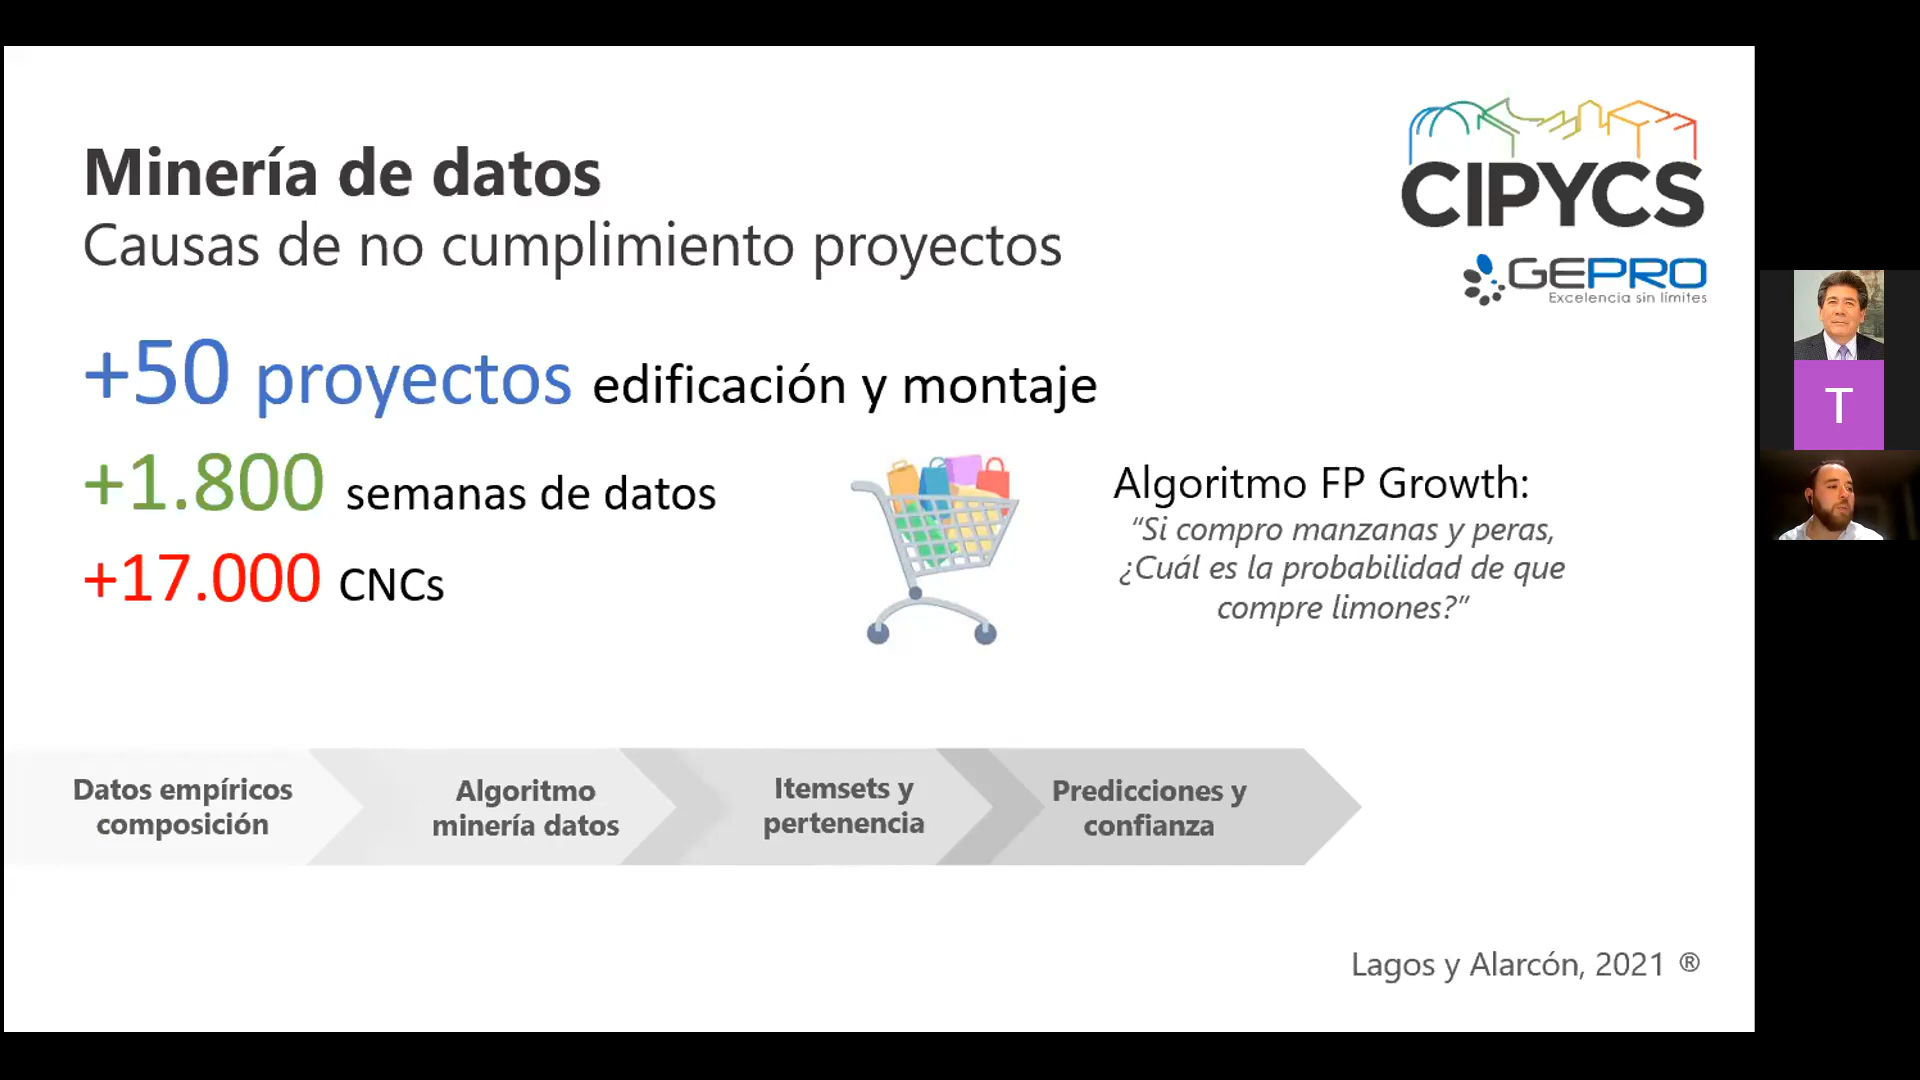 Minería de datos
Causas de no cumplimiento proyectos
CIPYCS
GEPRO
Excelencia sin límites
+50 proyectos edificación y montaje
+1.800 semanas de datos
+17.000 CNCs
Algoritmo FP Growth:
“Si compro manzanas y peras,
¿Cuál es la probabilidad de que
compre limones?”
T
Datos empíricos
composición
Algoritmo
minería datos
Itemsets y
pertenencia
Predicciones y
confianza
Lagos y Alarcón, 2021 ®